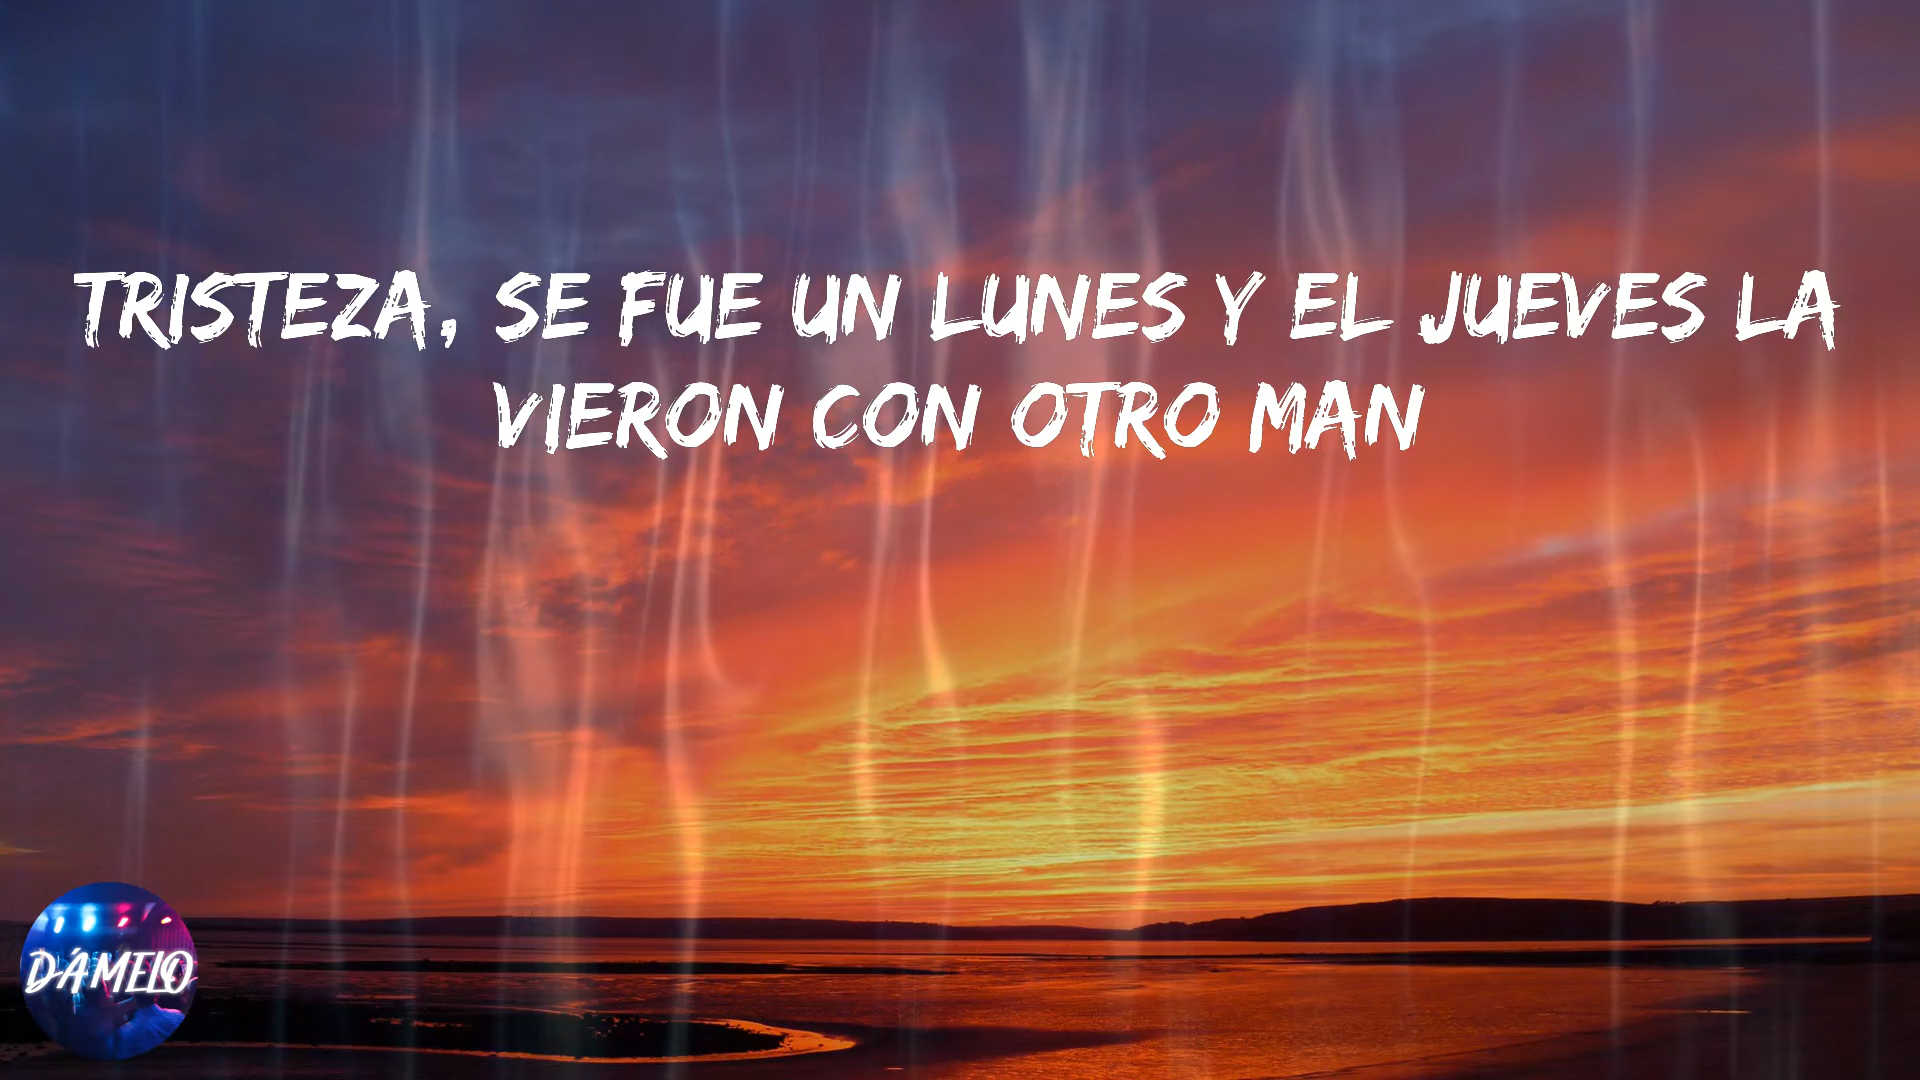 TRISTEZA, SE FUE UN LUNES Y EL JUEVES LA
VIERON CON OTRO MAN
DÁMELO